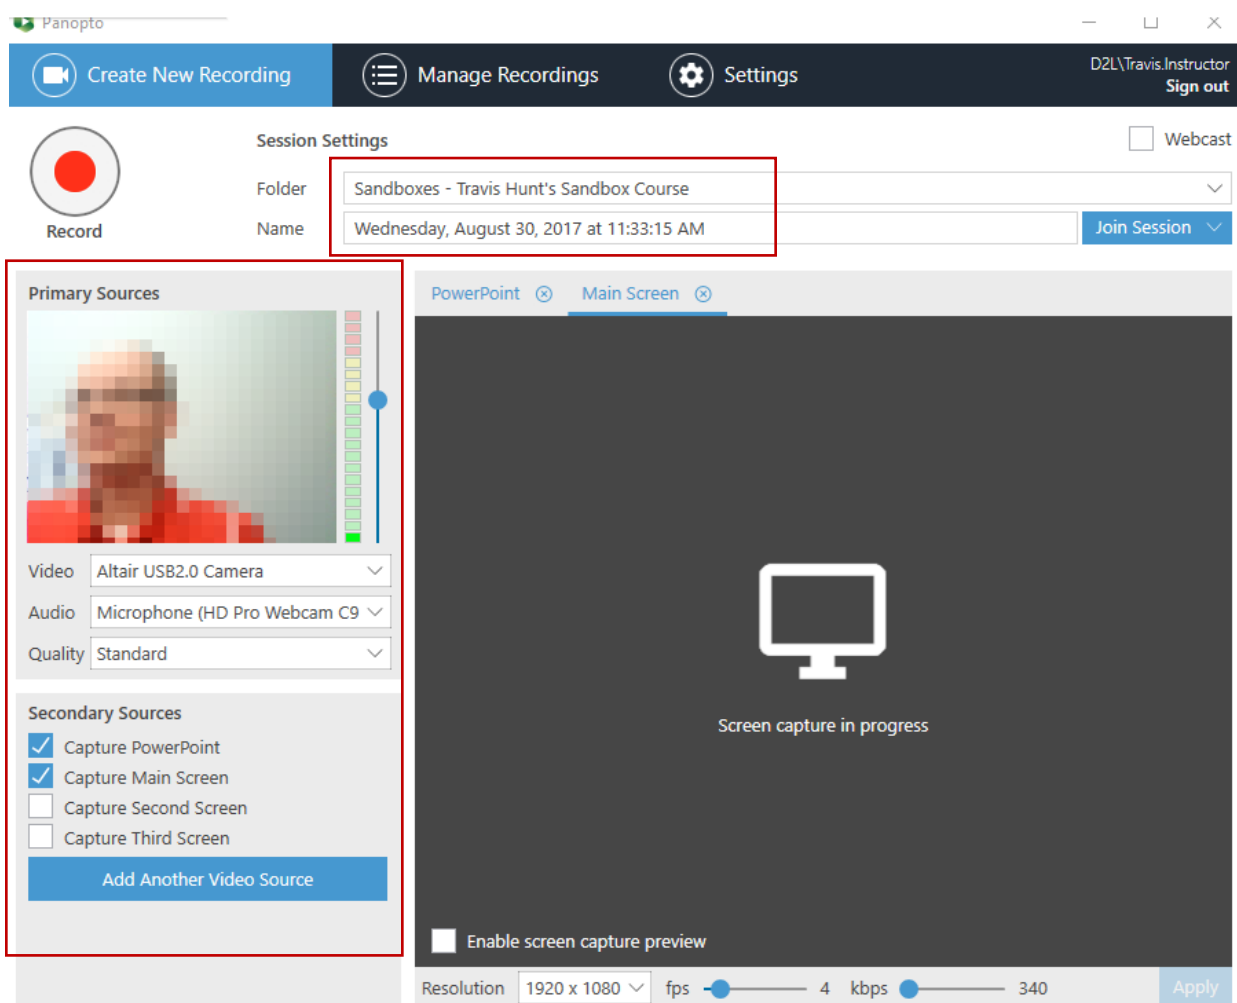 Panopto
Create New Recording
Manage Recordings
Settings
D2L\Travis.Instructor
Sign out
Record
Session Settings
Webcast
Folder
Sandboxes - Travis Hunt's Sandbox Course
Name
Wednesday, August 30, 2017 at 11:33:15 AM
Join Session
Primary Sources
Video
Altair USB2.0 Camera
Audio
Microphone (HD Pro Webcam C9
Quality
Standard
Secondary Sources
Capture PowerPoint
Capture Main Screen
Capture Second Screen
Capture Third Screen
Add Another Video Source
PowerPoint
Main Screen
Screen capture in progress
Enable screen capture preview
Resolution
1920 x 1080
fps
4
kbps
340
Apply